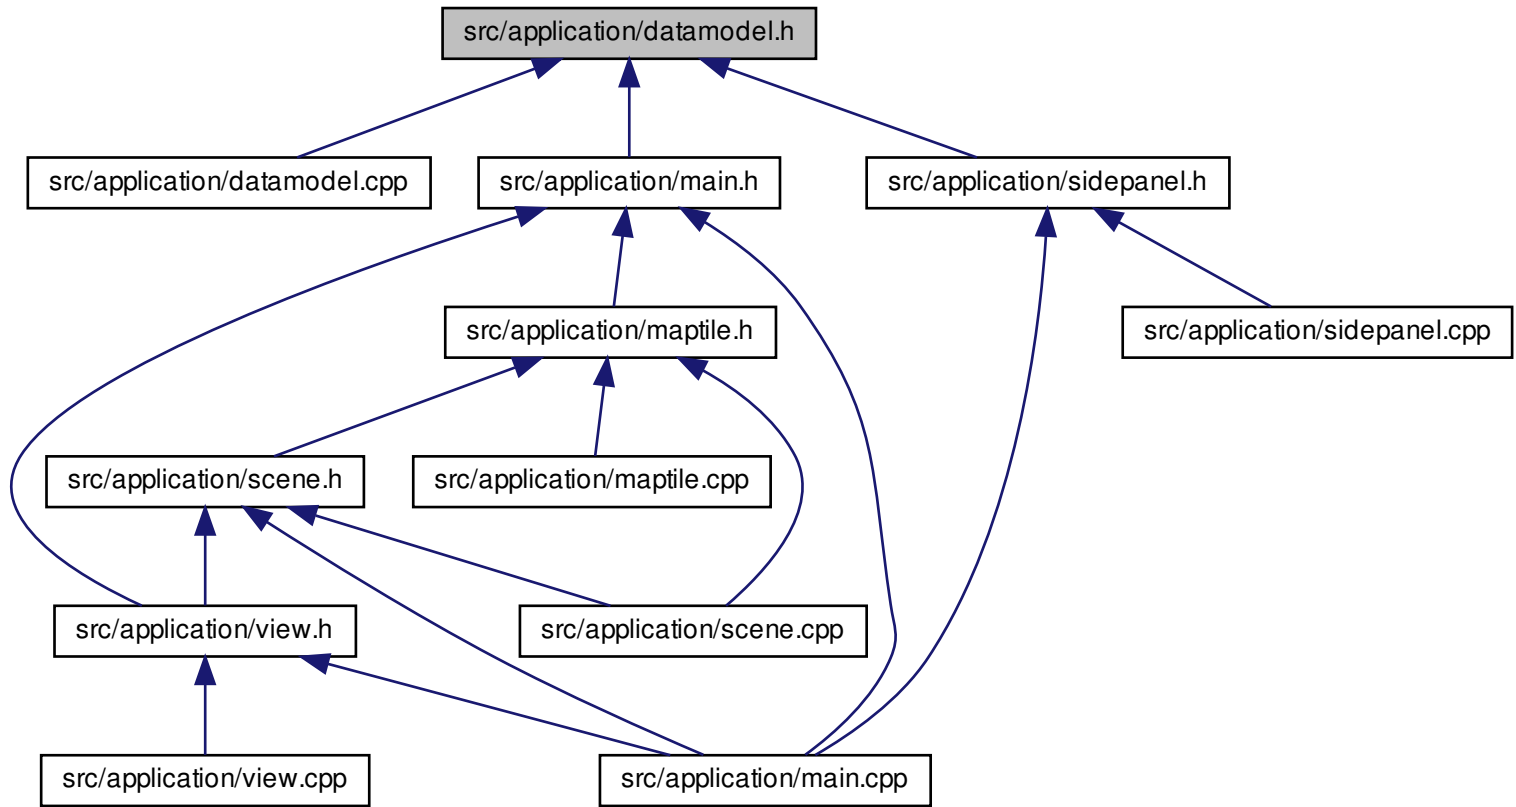 src/application/datamodel.h
src/application/datamodel.cpp
src/application/main.h
src/application/sidepanel.h
src/application/maptile.h
src/application/sidepanel.cpp
src/application/scene.h
src/application/maptile.cpp
src/application/view.h
src/application/scene.cpp
src/application/view.cpp
src/application/main.cpp